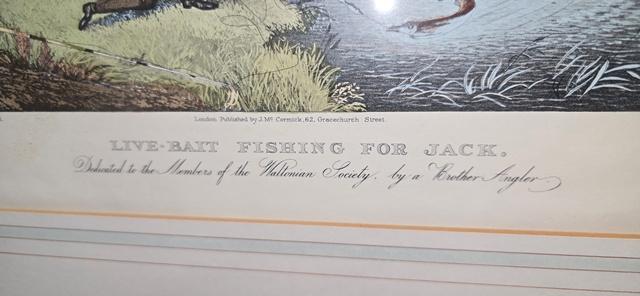 London. Published by J. Mc Cormick, 62, Gracechurch Street.
LIVE-BAIT FISHING FOR JACK.
Dedicated to the Members of the Waltonian Society, by a Brother Angler